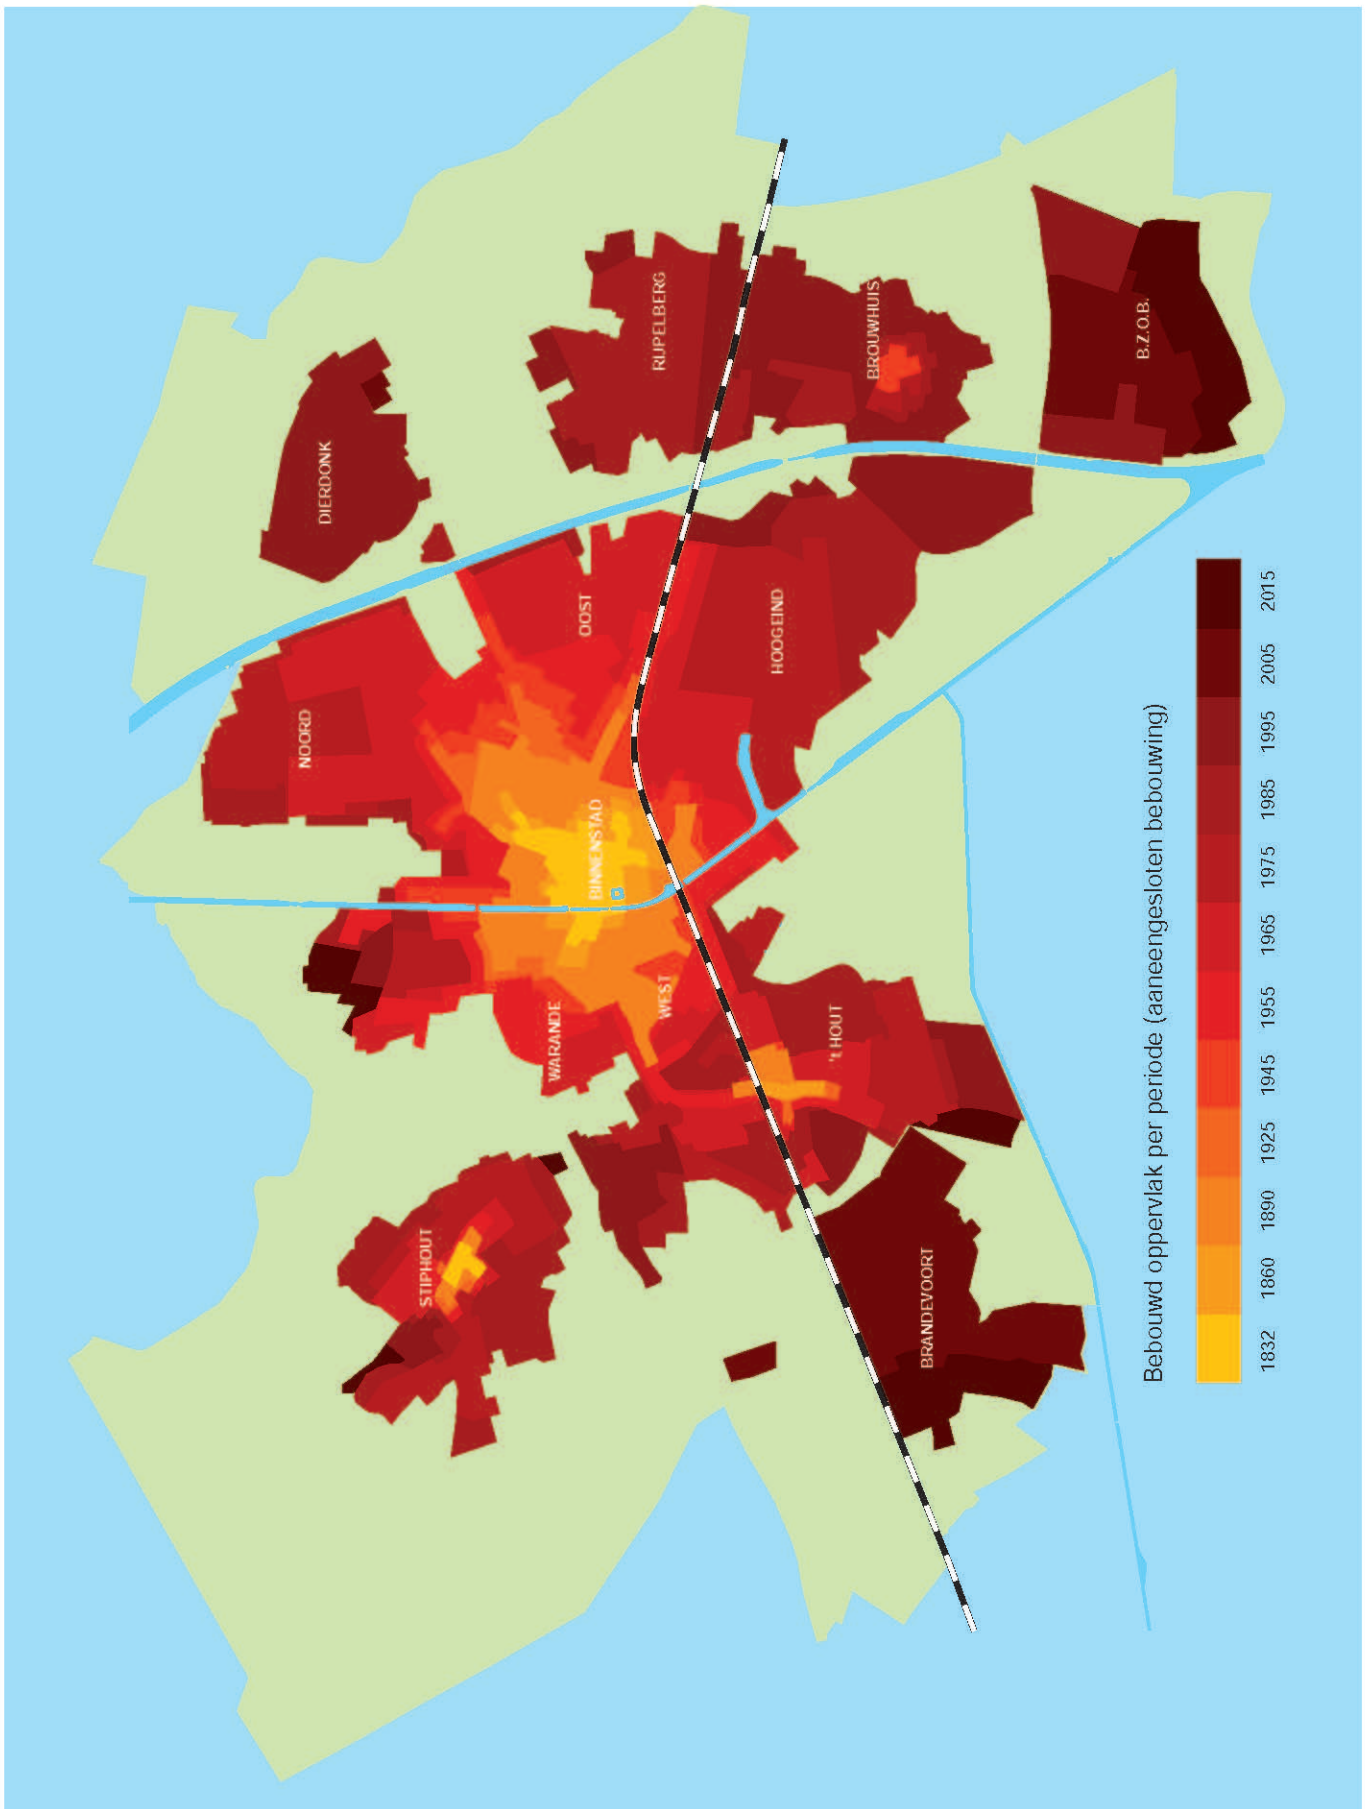 STIPHOUT
WARANDE
WEST
BINNENSTAD
NOORD
OOST
DIERDONK
RIJPELBERG
BROUWHUIS
B.Z.O.B.
HOOGEIND
't HOUT
BRANDEVOORT
Bebouwd oppervlak per periode (aaneengesloten bebouwing)
1832 1860 1890 1925 1945 1955 1965 1975 1985 1995 2005 2015